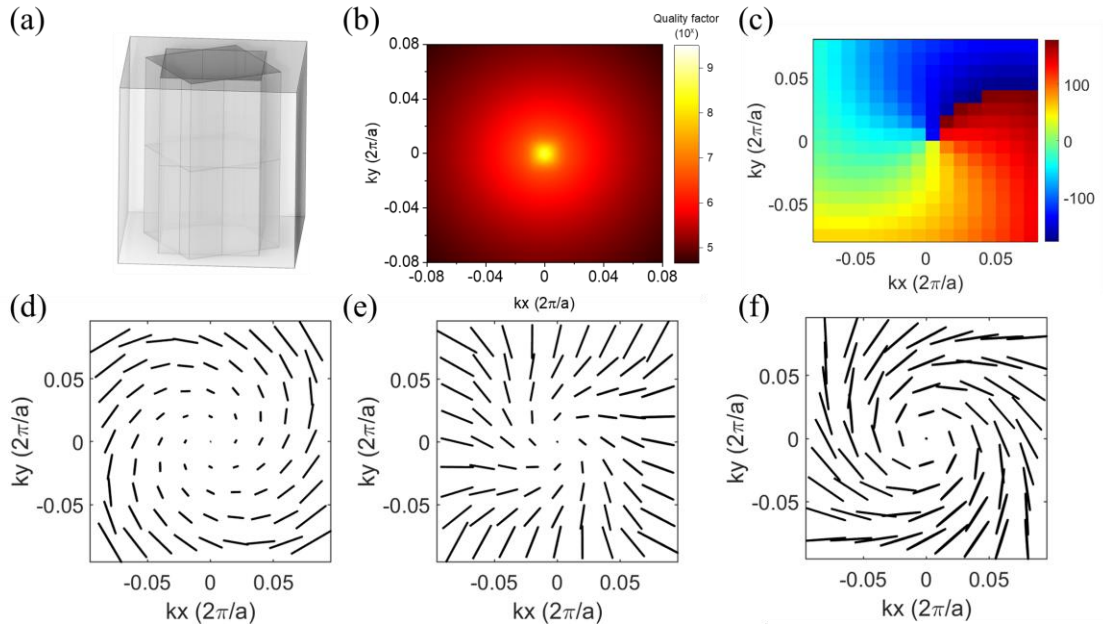 (a)
(b)
Quality factor
(10ˣ)
0.08
0.04
0
-0.04
-0.08
ky (2π/a)
-0.08 -0.04 0 0.04 0.08
kx (2π/a)
9
8
7
6
5
(c)
0.05
0
-0.05
ky (2π/a)
-0.05 0 0.05
kx (2π/a)
100
0
-100
(d)
0.05
0
-0.05
ky (2π/a)
-0.05 0 0.05
kx (2π/a)
(e)
0.05
0
-0.05
ky (2π/a)
-0.05 0 0.05
kx (2π/a)
(f)
0.05
0
-0.05
ky (2π/a)
-0.05 0 0.05
kx (2π/a)